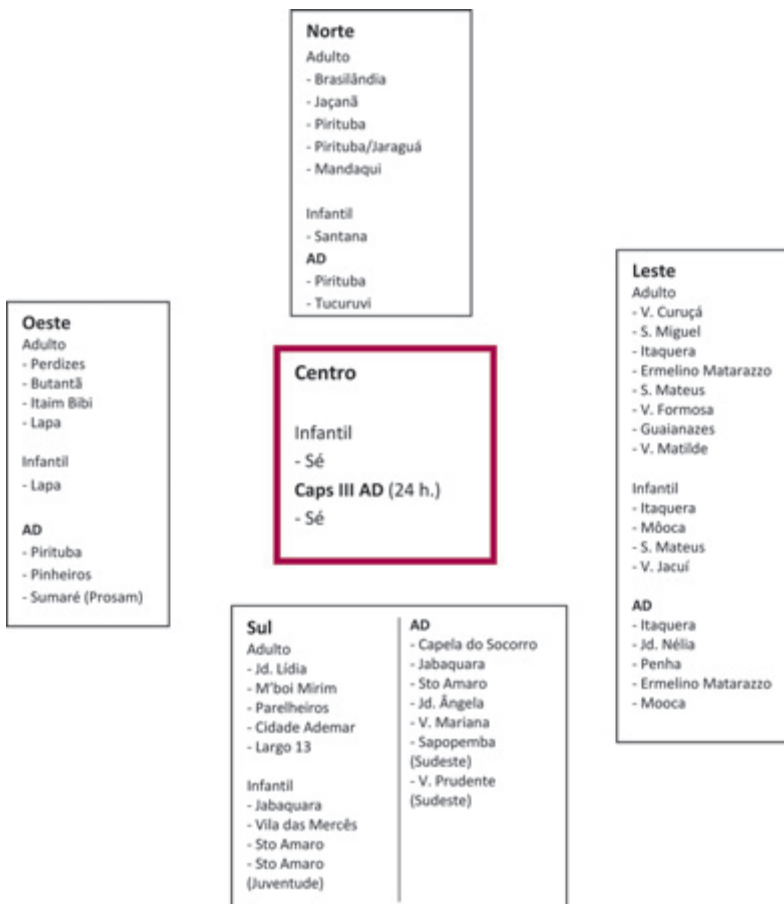 Norte
Adulto
- Brasilândia
- Jaçanã
- Pirituba
- Pirituba/Jaraguá
- Mandaqui
Infantil
- Santana
AD
- Pirituba
- Tucuruvi
Oeste
Adulto
- Perdizes
- Butantã
- Itaim Bibi
- Lapa
Infantil
- Lapa
AD
- Pirituba
- Pinheiros
- Sumaré (Prosam)
Centro
Infantil
- Sé
Caps III AD (24 h.)
- Sé
Leste
Adulto
- V. Curuçá
- S. Miguel
- Itaquera
- Ermelino Matarazzo
- S. Mateus
- V. Formosa
- Guaianazes
- V. Matilde
Infantil
- Itaquera
- Môoca
- S. Mateus
- V. Jacuí
AD
- Itaquera
- Jd. Nélia
- Penha
- Ermelino Matarazzo
- Mooca
Sul
Adulto
- Jd. Lídia
- M'boi Mirim
- Parelheiros
- Cidade Ademar
- Largo 13
Infantil
- Jabaquara
- Vila das Mercês
- Sto Amaro
- Sto Amaro
(Juventude)
AD
- Capela do Socorro
- Jabaquara
- Sto Amaro
- Jd. Ângela
- V. Mariana
- Sapopemba
(Sudeste)
- V. Prudente
(Sudeste)